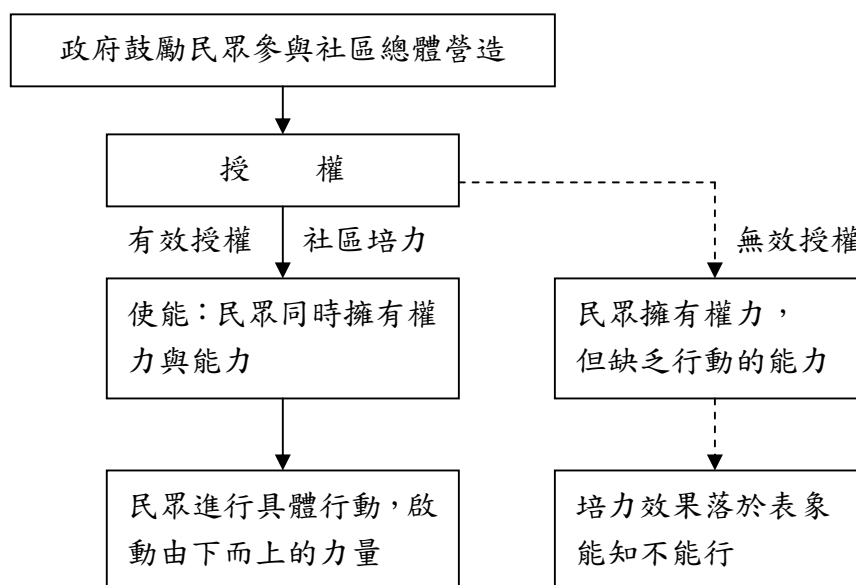 政府鼓勵民眾參與社區總體營造
授 權
有效授權 社區培力
無效授權
使能：民眾同時擁有權
力與能力
民眾擁有權力，
但缺乏行動的能力
民眾進行具體行動，啟
動由下而上的力量
培力效果落於表象
能知不能行